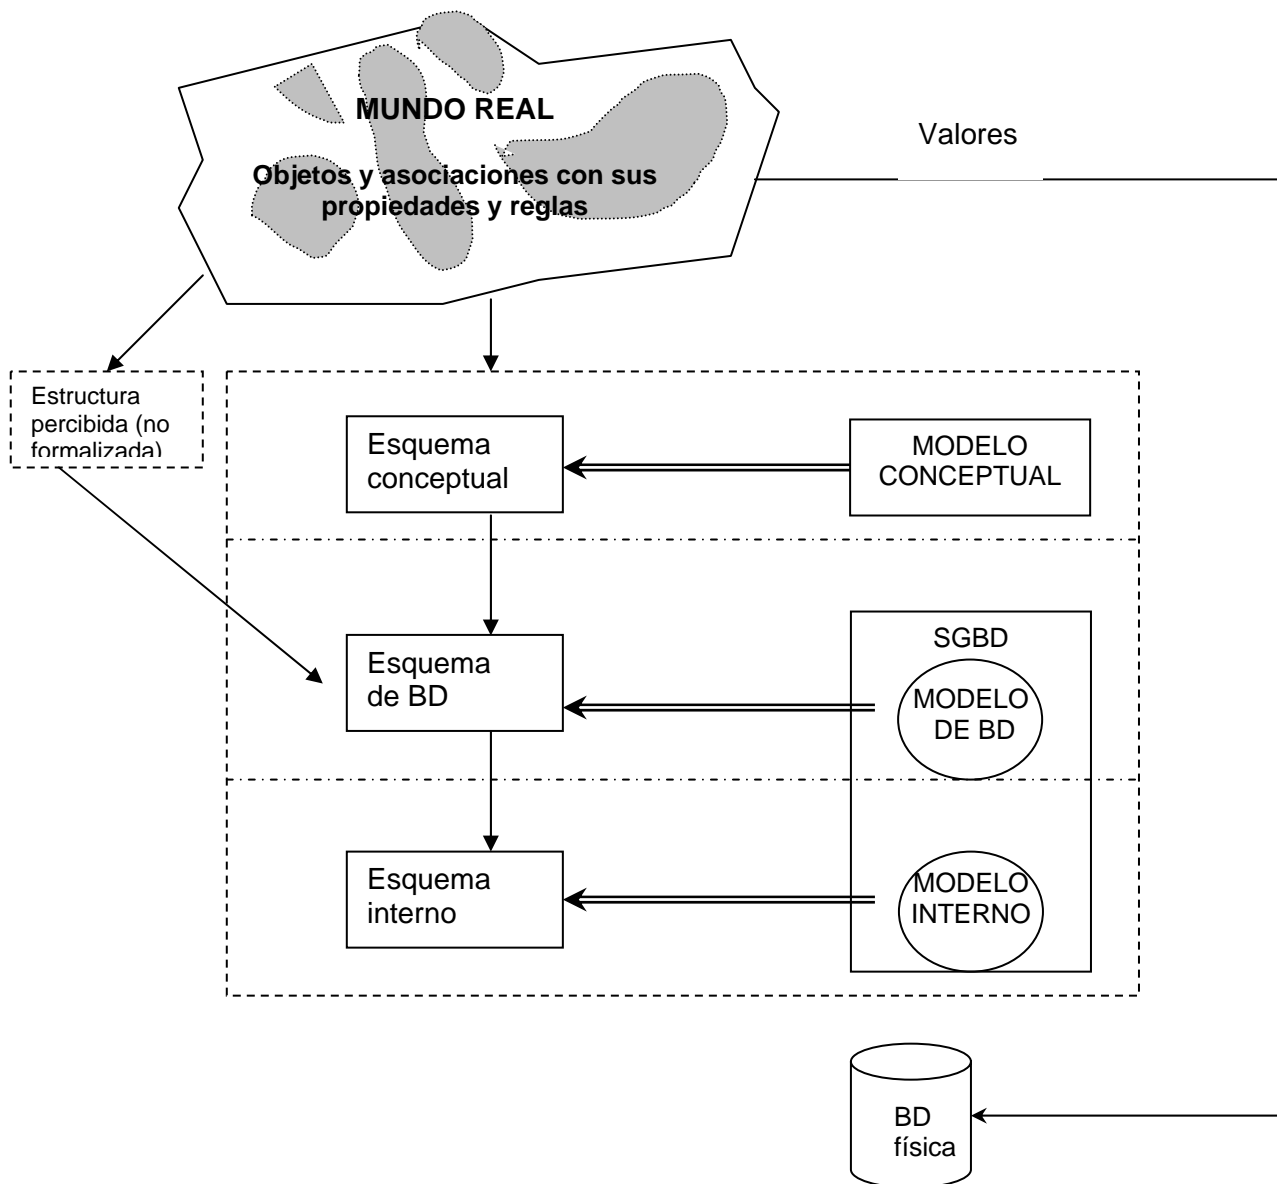 MUNDO REAL
Objetos y asociaciones con sus
propiedades y reglas
Valores
Estructura
percibida (no
formalizada)
Esquema
conceptual
MODELO
CONCEPTUAL
Esquema
de BD
SGBD
MODELO
DE BD
Esquema
interno
MODELO
INTERNO
BD
física